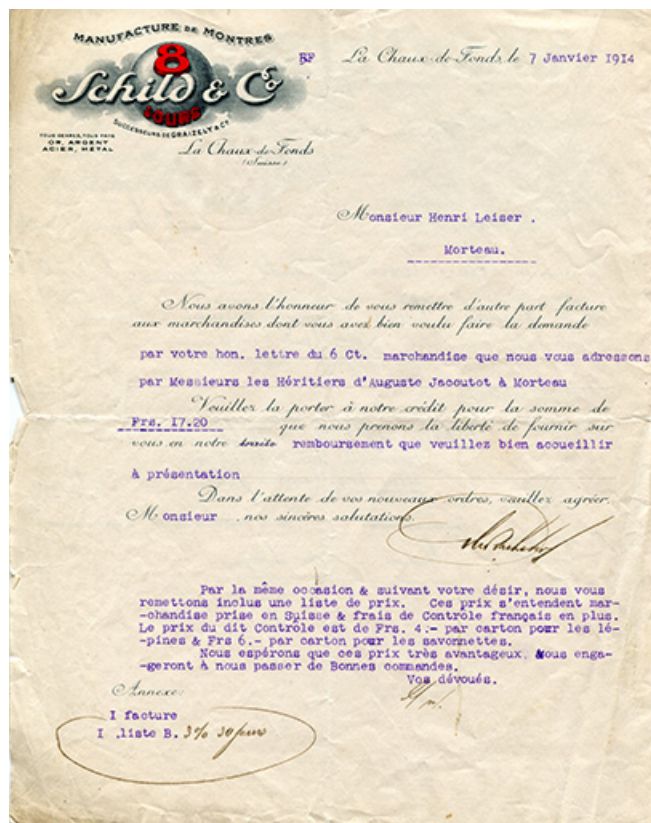 MANUFACTURE DE MONTRES
8
Schild & Co
JOURS
SUCCESSEURS DE GRAIZELY & CY
TOUS GENRES, TOUS PAYS
OR, ARGENT
ACIER, METAL
La Chaux-de-Fonds
(Suisse)
BF La Chaux-de-Fonds, le 7 Janvier 1914
Monsieur Henri Leiser .
Morteau.
Nous avons l'honneur de vous remettre d'autre part facture
aux marchandises dont vous avez bien voulu faire la demande
par votre hon. lettre du 6 Ct. marchandise que nous vous adressons
par Messieurs les Héritiers d'Auguste Jacoutot à Morteau
Veuillez la porter à notre crédit pour la somme de
Frs. I7.20 que nous prenons la liberté de fournir sur
vous en notre traite remboursement que veuillez bien accueillir
à présentation
Dans l'attente de vos nouveaux ordres, veuillez agréer,
Monsieur , nos sincères salutations.
Par la même occasion & suivant votre désir, nous vous
remettons inclus une liste de prix. Ces prix s'entendent mar-
-chandise prise en Suisse & frais de Contrôle français en plus.
Le prix du dit Contrôle est de Frs. 4.- par carton pour les lé-
-pines & Frs 6.- par carton pour les savonnettes.
Nous espérons que ces prix très avantageux, nous enga-
-geront à nous passer de Bonnes commandes.
Vos dévoués.
Annexe:
I facture
I .liste B. 3% 30 jours